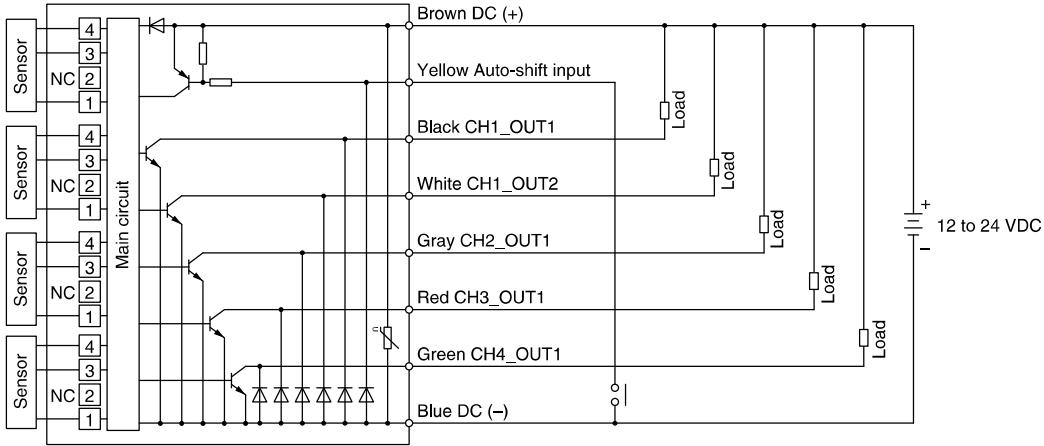 Brown DC (+)
Sensor
4
3
NC 2
1
Yellow Auto-shift input
Load
Black CH1_OUT1
Sensor
4
3
NC 2
1
Load
White CH1_OUT2
Main circuit
Load
+
12 to 24 VDC
–
Sensor
4
3
NC 2
1
Gray CH2_OUT1
Load
Red CH3_OUT1
Load
Sensor
4
3
NC 2
1
Green CH4_OUT1
Blue DC (–)